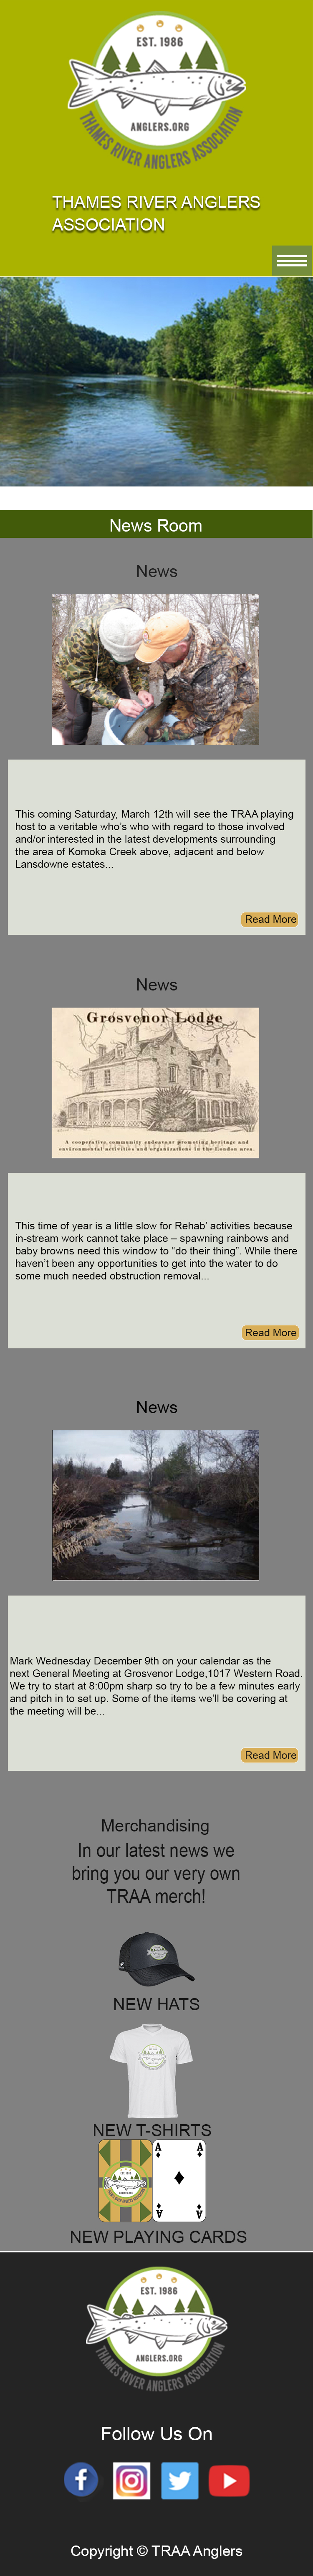 EST. 1986
ANGLERS.ORG
THAMES RIVER ANGLERS ASSOCIATION
THAMES RIVER ANGLERS
ASSOCIATION
News Room
News
This coming Saturday, March 12th will see the TRAA playing
host to a veritable who's who with regard to those involved
and/or interested in the latest developments surrounding
the area of Komoka Creek above, adjacent and below
Lansdowne estates...
Read More
News
Grosvenor Lodge
A cooperative, community endeavour promoting heritage and
environmental activities and organizations in the London area.
This time of year is a little slow for Rehab' activities because
in-stream work cannot take place – spawning rainbows and
baby browns need this window to “do their thing”. While there
haven't been any opportunities to get into the water to do
some much needed obstruction removal...
Read More
News
Mark Wednesday December 9th on your calendar as the
next General Meeting at Grosvenor Lodge,1017 Western Road.
We try to start at 8:00pm sharp so try to be a few minutes early
and pitch in to set up. Some of the items we'll be covering at
the meeting will be...
Read More
Merchandising
In our latest news we
bring you our very own
TRAA merch!
NEW HATS
NEW T-SHIRTS
A A
A A
NEW PLAYING CARDS
EST. 1986
ANGLERS.ORG
THAMES RIVER ANGLERS ASSOCIATION
Follow Us On
Copyright © TRAA Anglers